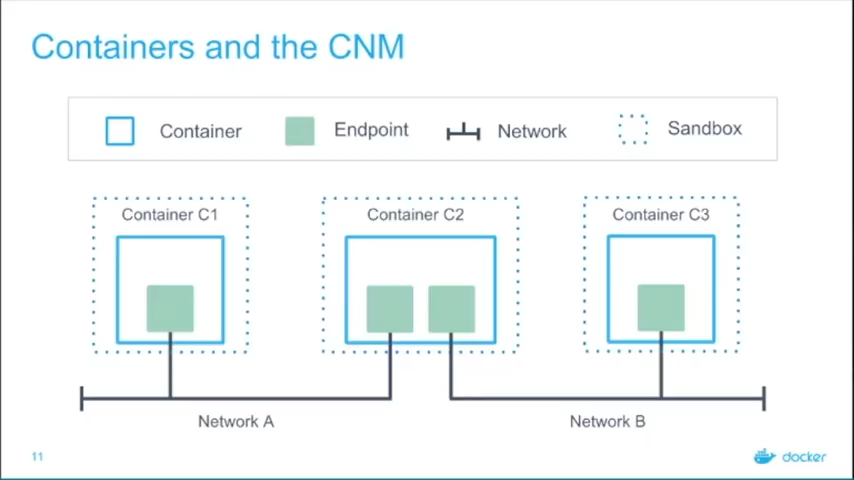 Containers and the CNM
Container
Endpoint
Network
Sandbox
Container C1
Container C2
Container C3
Network A
Network B
11
docker